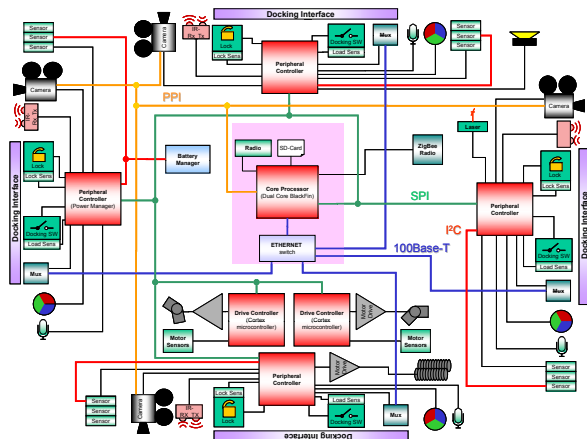 Docking Interface
Sensor
Sensor
Sensor
Camera
IR-
Rx_Tx
Lock
Lock Sens
Docking SW
Load Sens
Mux
Sensor
Sensor
Sensor
Peripheral
Controller
Camera
IR-
Rx_Tx
PPI
Camera
Laser
IR-
Rx_Tx
Radio
SD-Card
ZigBee
Radio
Battery
Manager
Docking Interface
Lock
Lock Sens
Peripheral
Controller
(Power Manager)
Core Processor
(Dual Core BlackFin)
SPI
Peripheral
Controller
Lock
Lock Sens
Docking Interface
Docking SW
Load Sens
I²C
Docking SW
Load Sens
ETHERNET
switch
100Base-T
Mux
Mux
Drive Controller
(Cortex
microcontroller)
Drive Controller
(Cortex
microcontroller)
Motor
Drive
Motor
Sensors
Motor
Sensors
Peripheral
Controller
Motor
Drive
Sensor
Sensor
Sensor
Sensor
Sensor
Sensor
Camera
IR-
RX_TX
Lock Sens
Lock
Load Sens
Docking SW
Mux
Docking Interface